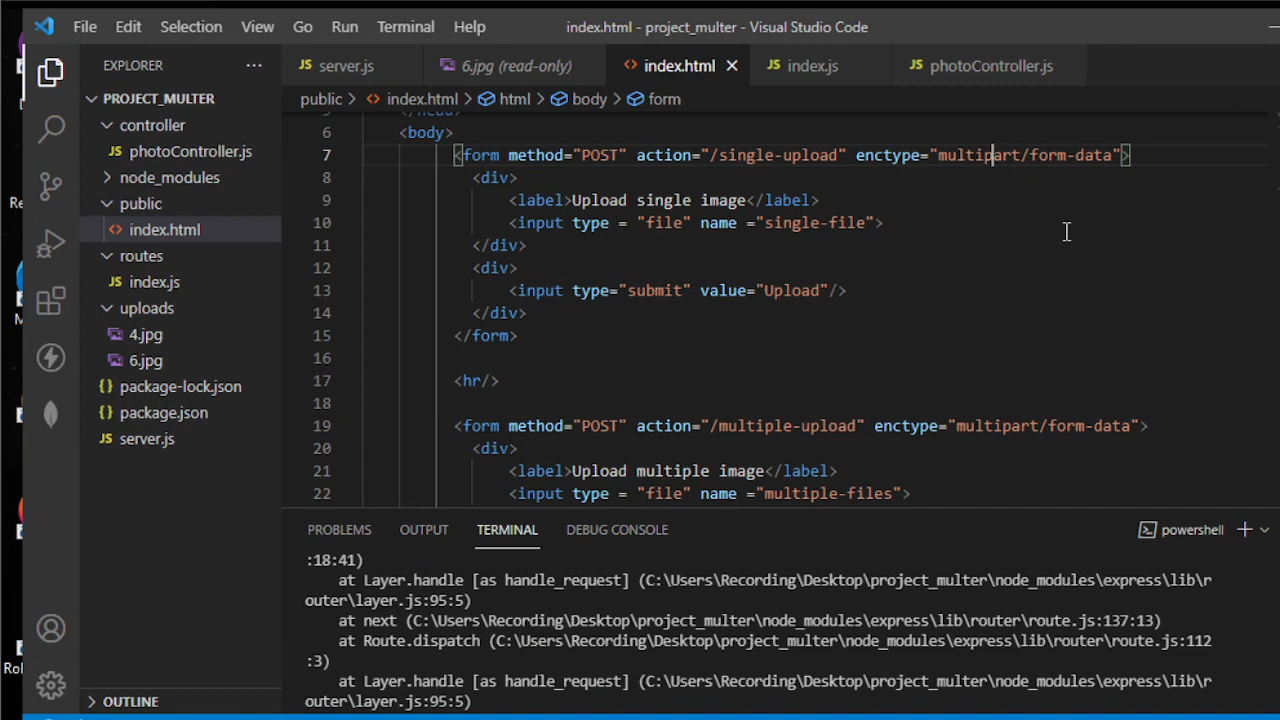 File Edit Selection View Go Run Terminal Help index.html - project_multer - Visual Studio Code
EXPLORER ...
PROJECT_MULTER
controller
JS photoController.js
node_modules
public
<> index.html
routes
JS index.js
uploads
4.jpg
6.jpg
{} package-lock.json
{} package.json
JS server.js
OUTLINE
JS server.js 6.jpg (read-only) <> index.html JS index.js JS photoController.js
public > <> index.html > html > body > form
6 <body>
7 <form method="POST" action="/single-upload" enctype="multipart/form-data">
8 <div>
9 <label>Upload single image</label>
10 <input type = "file" name ="single-file">
11 </div>
12 <div>
13 <input type="submit" value="Upload"/>
14 </div>
15 </form>
16
17 <hr/>
18
19 <form method="POST" action="/multiple-upload" enctype="multipart/form-data">
20 <div>
21 <label>Upload multiple image</label>
22 <input type = "file" name ="multiple-files">
PROBLEMS OUTPUT TERMINAL DEBUG CONSOLE powershell
:18:41)
at Layer.handle [as handle_request] (C:\Users\Recording\Desktop\project_multer\node_modules\express\lib\r
outer\layer.js:95:5)
at next (C:\Users\Recording\Desktop\project_multer\node_modules\express\lib\router\route.js:137:13)
at Route.dispatch (C:\Users\Recording\Desktop\project_multer\node_modules\express\lib\router\route.js:112
:3)
at Layer.handle [as handle_request] (C:\Users\Recording\Desktop\project_multer\node_modules\express\lib\r
outer\layer.js:95:5)